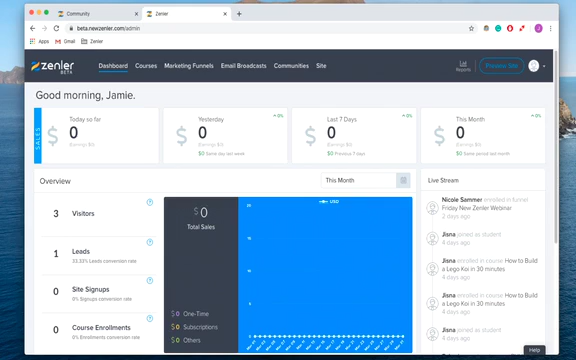 Community
Zenler
beta.newzenler.com/admin
Apps
Gmail
Zenler
zenler
BETA
Dashboard
Courses
Marketing Funnels
Email Broadcasts
Communities
Site
Reports
Preview Site
Good morning, Jamie.
SALES
Today so far
$ 0
Earning $0
Yesterday
0%
$ 0
Earning $0
$0 Same day last week
Last 7 Days
0%
$ 0
Earning $0
$0 Previous 7 days
This Month
0%
$ 0
Earning $0
$0 Same period last month
Overview
This Month
3 Visitors
1 Leads
33.33% Leads conversion rate
0 Site Signups
0% Signups conversion rate
0 Course Enrollments
0% Enrollments conversion rate
$0
Total Sales
$0 One-Time
$0 Subscriptions
$0 Others
USD
Live Stream
Nicole Sammer enrolled in funnel
Friday New Zenler Webinar
2 days ago
Jisna joined as student
4 days ago
Jisna enrolled in course How to Build
a Lego Koi in 30 minutes
4 days ago
Jisna enrolled in course How to Build
a Lego Koi in 30 minutes
4 days ago
Jisna joined as student
4 days ago
Help